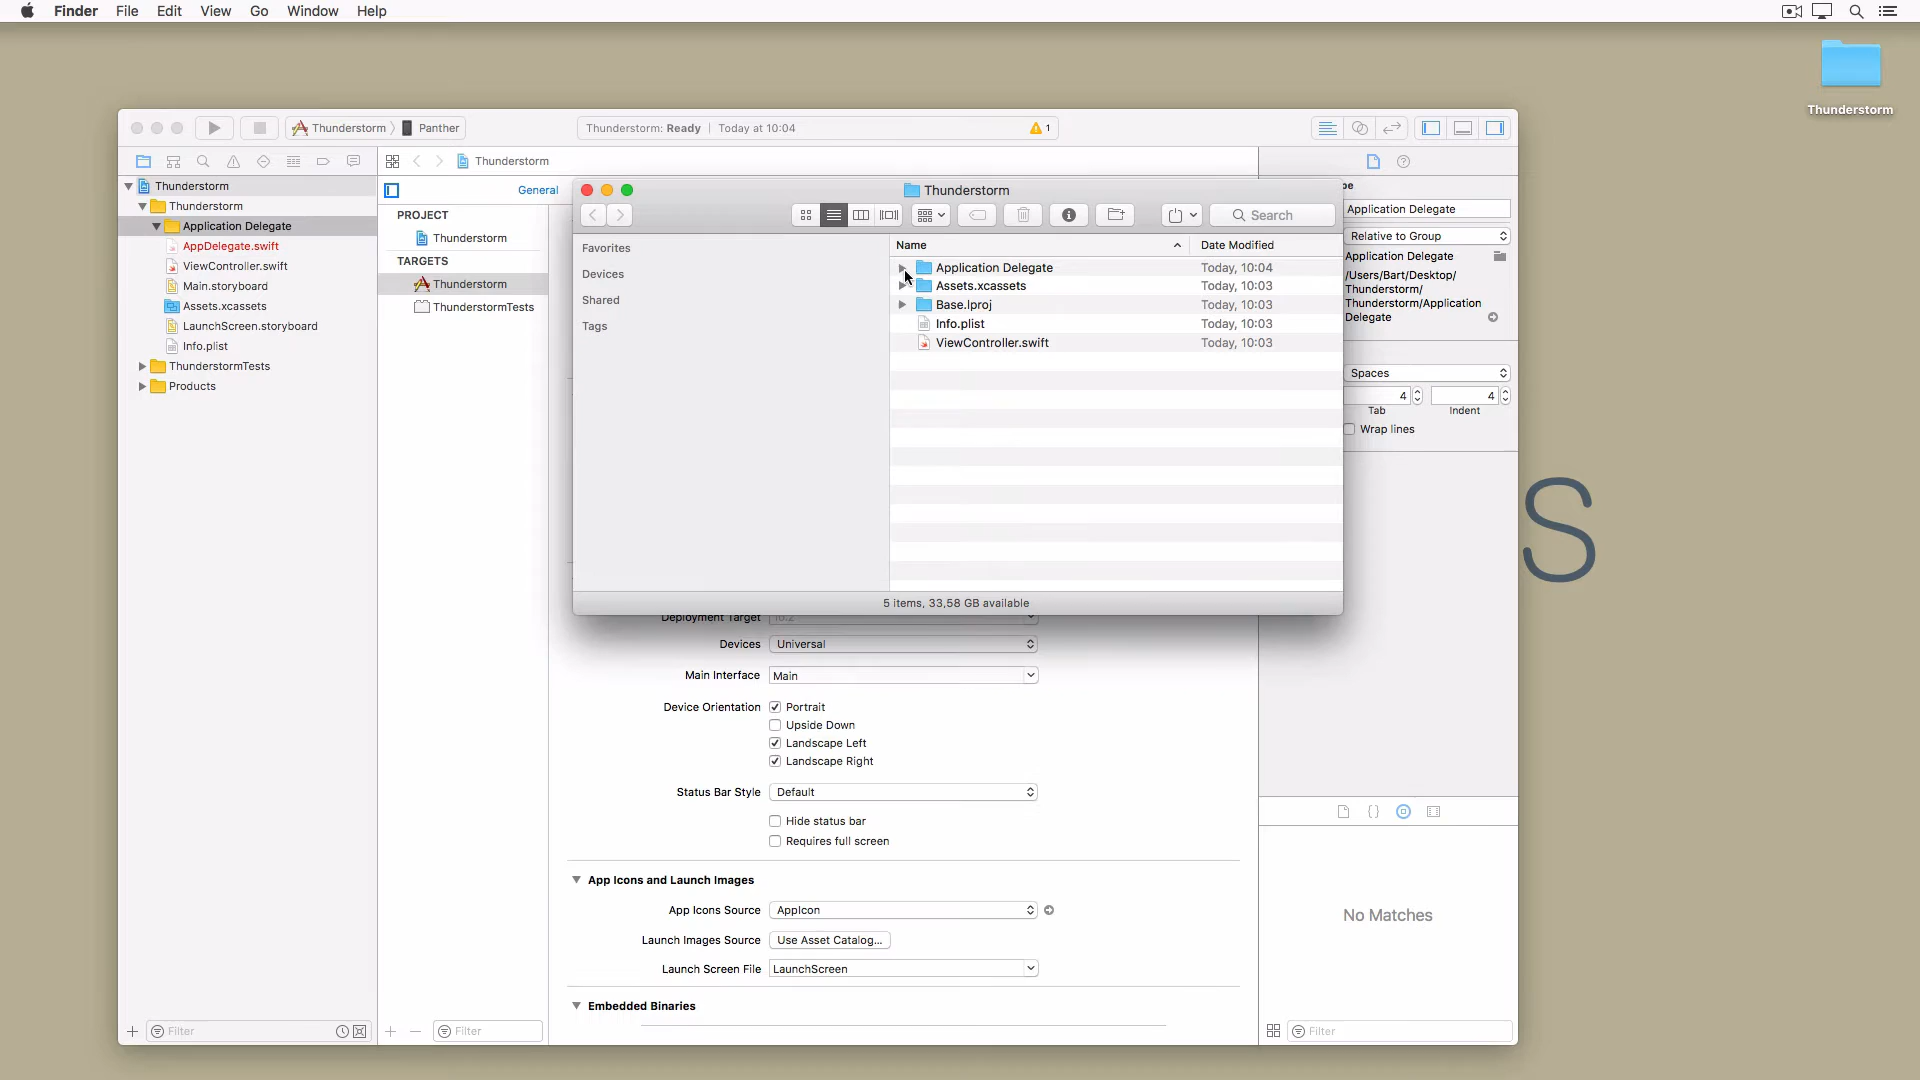 Finder File Edit View Go Window Help
Thunderstorm
Thunderstorm Panther
Thunderstorm: Ready | Today at 10:04
1
Thunderstorm
Thunderstorm
Thunderstorm
Application Delegate
AppDelegate.swift
ViewController.swift
Main.storyboard
Assets.xcassets
LaunchScreen.storyboard
Info.plist
ThunderstormTests
Products
Filter
General
PROJECT
Thunderstorm
TARGETS
Thunderstorm
ThunderstormTests
Filter
Thunderstorm
Search
Favorites
Devices
Shared
Tags
Name Date Modified
Application Delegate Today, 10:04
Assets.xcassets Today, 10:03
Base.lproj Today, 10:03
Info.plist Today, 10:03
ViewController.swift Today, 10:03
5 items, 33,58 GB available
Deployment Target
Devices Universal
Main Interface Main
Device Orientation Portrait
Upside Down
Landscape Left
Landscape Right
Status Bar Style Default
Hide status bar
Requires full screen
App Icons and Launch Images
App Icons Source AppIcon
Launch Images Source Use Asset Catalog...
Launch Screen File LaunchScreen
Embedded Binaries
Application Delegate
Relative to Group
Application Delegate
/Users/Bart/Desktop/
Thunderstorm/
Thunderstorm/Application
Delegate
Spaces
4 4
Tab Indent
Wrap lines
No Matches
Filter
S